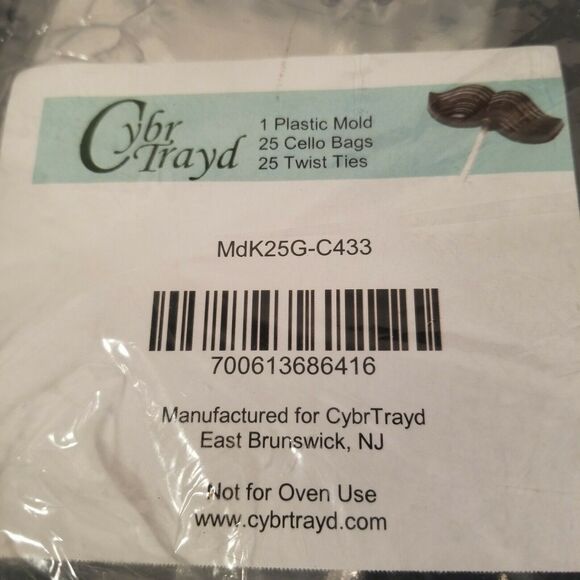 Cybr
Trayd
1 Plastic Mold
25 Cello Bags
25 Twist Ties
MdK25G-C433
700613686416
Manufactured for CybrTrayd
East Brunswick, NJ
Not for Oven Use
www.cybrtrayd.com